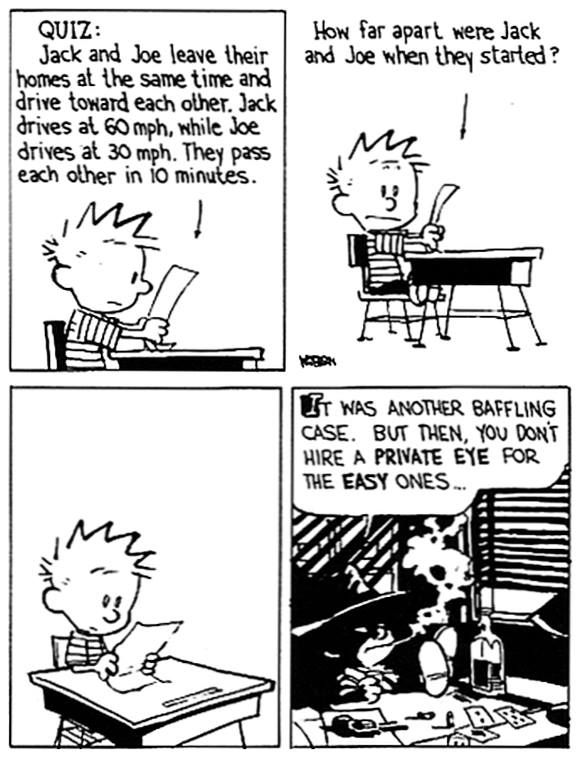 QUIZ:
Jack and Joe leave their
homes at the same time and
drive toward each other. Jack
drives at 60 mph, while Joe
drives at 30 mph. They pass
each other in 10 minutes.
How far apart were Jack
and Joe when they started?
IT WAS ANOTHER BAFFLING
CASE. BUT THEN, YOU DON'T
HIRE A PRIVATE EYE FOR
THE EASY ONES...